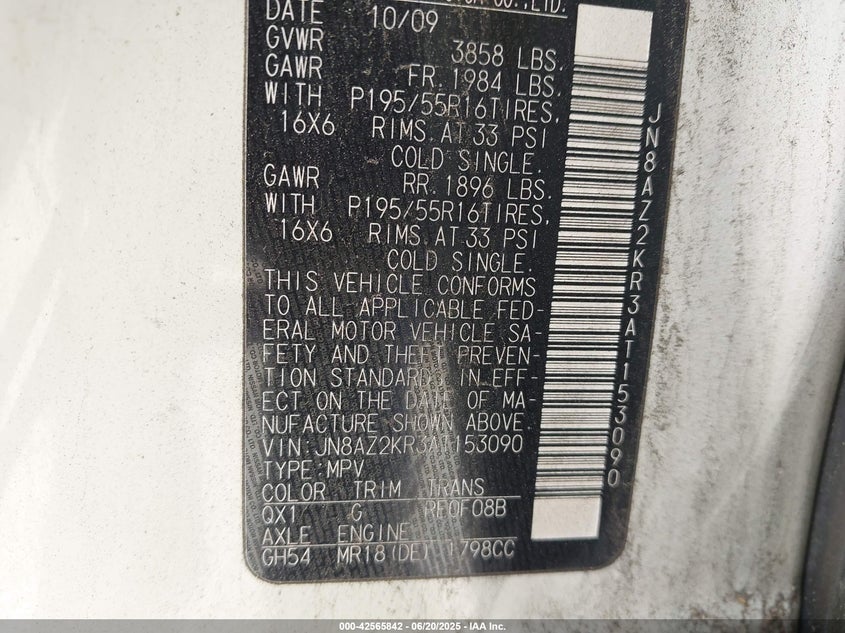 CO.,LTD.
DATE 10/09
GVWR 3858 LBS.
GAWR FR. 1984 LBS.
WITH P195/55R16TIRES,
16X6 RIMS. AT 33 PSI
COLD SINGLE.
GAWR RR. 1896 LBS.
WITH P195/55R16TIRES,
16X6 RIMS. AT 33 PSI
COLD SINGLE.
THIS VEHICLE CONFORMS
TO ALL APPLICABLE FED-
ERAL MOTOR VEHICLE SA-
FETY AND THEFT PREVEN-
TION STANDARDS IN EFF-
ECT ON THE DATE OF MA-
NUFACTURE SHOWN ABOVE.
VIN:JN8AZ2KR3AT153090
TYPE:MPV
COLOR TRIM TRANS
QX1 G RE0F08B
AXLE ENGINE
GH54 MR18(DE) 1798CC
JN8AZ2KR3AT153090
000-42565842 - 06/20/2025 - IAA Inc.